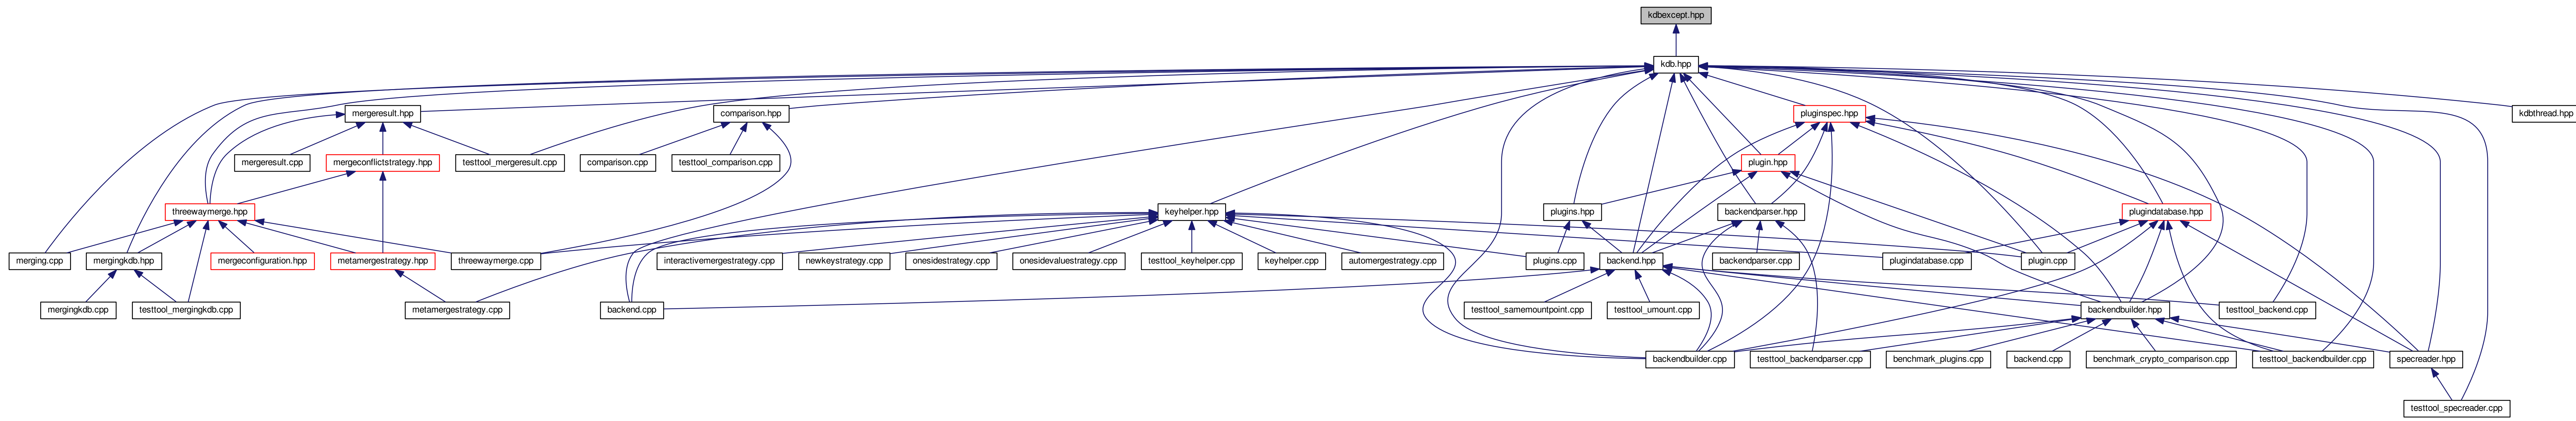 kdbexcept.hpp
kdb.hpp
mergeresult.hpp
comparison.hpp
pluginspec.hpp
kdbthread.hpp
mergeresult.cpp
mergeconflictstrategy.hpp
testtool_mergeresult.cpp
comparison.cpp
testtool_comparison.cpp
plugin.hpp
threewaymerge.hpp
keyhelper.hpp
plugins.hpp
backendparser.hpp
plugindatabase.hpp
merging.cpp
mergingkdb.hpp
mergeconfiguration.hpp
metamergestrategy.hpp
threewaymerge.cpp
interactivemergestrategy.cpp
newkeystrategy.cpp
onesidestrategy.cpp
onesidevaluestrategy.cpp
testtool_keyhelper.cpp
keyhelper.cpp
automergestrategy.cpp
plugins.cpp
backend.hpp
backendparser.cpp
plugindatabase.cpp
plugin.cpp
mergingkdb.cpp
testtool_mergingkdb.cpp
metamergestrategy.cpp
backend.cpp
testtool_samemountpoint.cpp
testtool_umount.cpp
backendbuilder.hpp
testtool_backend.cpp
backendbuilder.cpp
testtool_backendparser.cpp
benchmark_plugins.cpp
backend.cpp
benchmark_crypto_comparison.cpp
testtool_backendbuilder.cpp
specreader.hpp
testtool_specreader.cpp